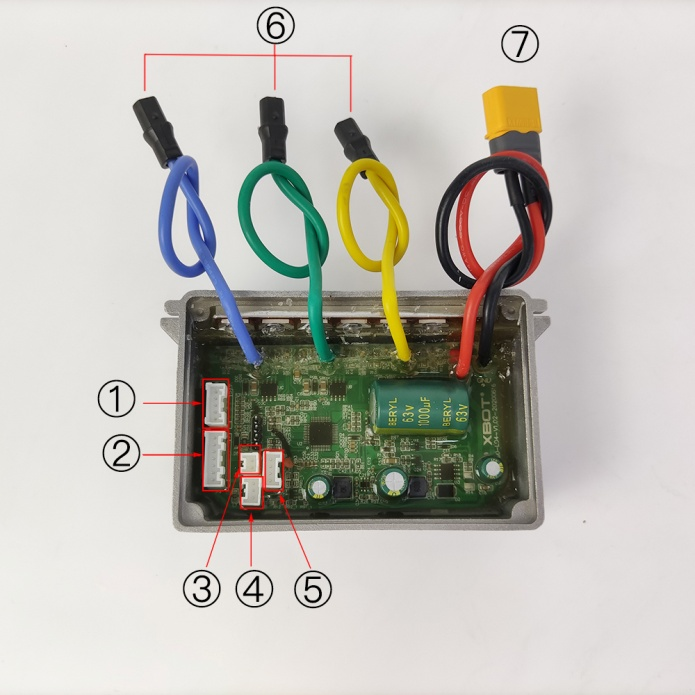 ⑥
⑦
①
②
③
④
⑤
BERYL
63V
1000µF
BERYL
63V
XBOT